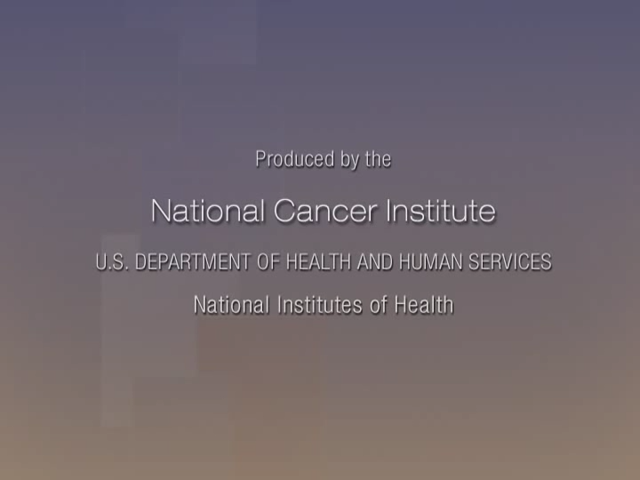 Produced by the
National Cancer Institute
U.S. DEPARTMENT OF HEALTH AND HUMAN SERVICES
National Institutes of Health